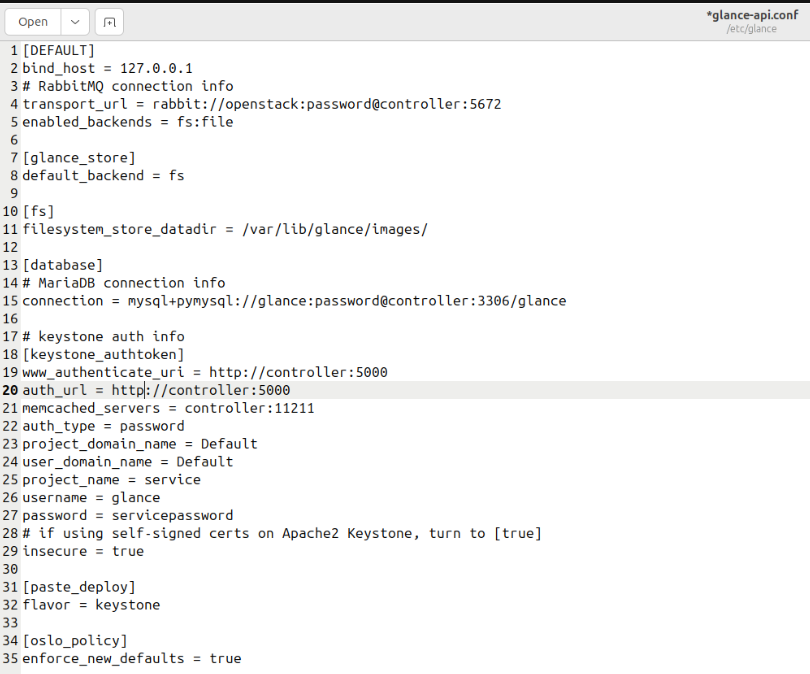 Open
*glance-api.conf
/etc/glance
1 [DEFAULT]
2 bind_host = 127.0.0.1
3 # RabbitMQ connection info
4 transport_url = rabbit://openstack:password@controller:5672
5 enabled_backends = fs:file
6
7 [glance_store]
8 default_backend = fs
9
10 [fs]
11 filesystem_store_datadir = /var/lib/glance/images/
12
13 [database]
14 # MariaDB connection info
15 connection = mysql+pymysql://glance:password@controller:3306/glance
16
17 # keystone auth info
18 [keystone_authtoken]
19 www_authenticate_uri = http://controller:5000
20 auth_url = http://controller:5000
21 memcached_servers = controller:11211
22 auth_type = password
23 project_domain_name = Default
24 user_domain_name = Default
25 project_name = service
26 username = glance
27 password = servicepassword
28 # if using self-signed certs on Apache2 Keystone, turn to [true]
29 insecure = true
30
31 [paste_deploy]
32 flavor = keystone
33
34 [oslo_policy]
35 enforce_new_defaults = true